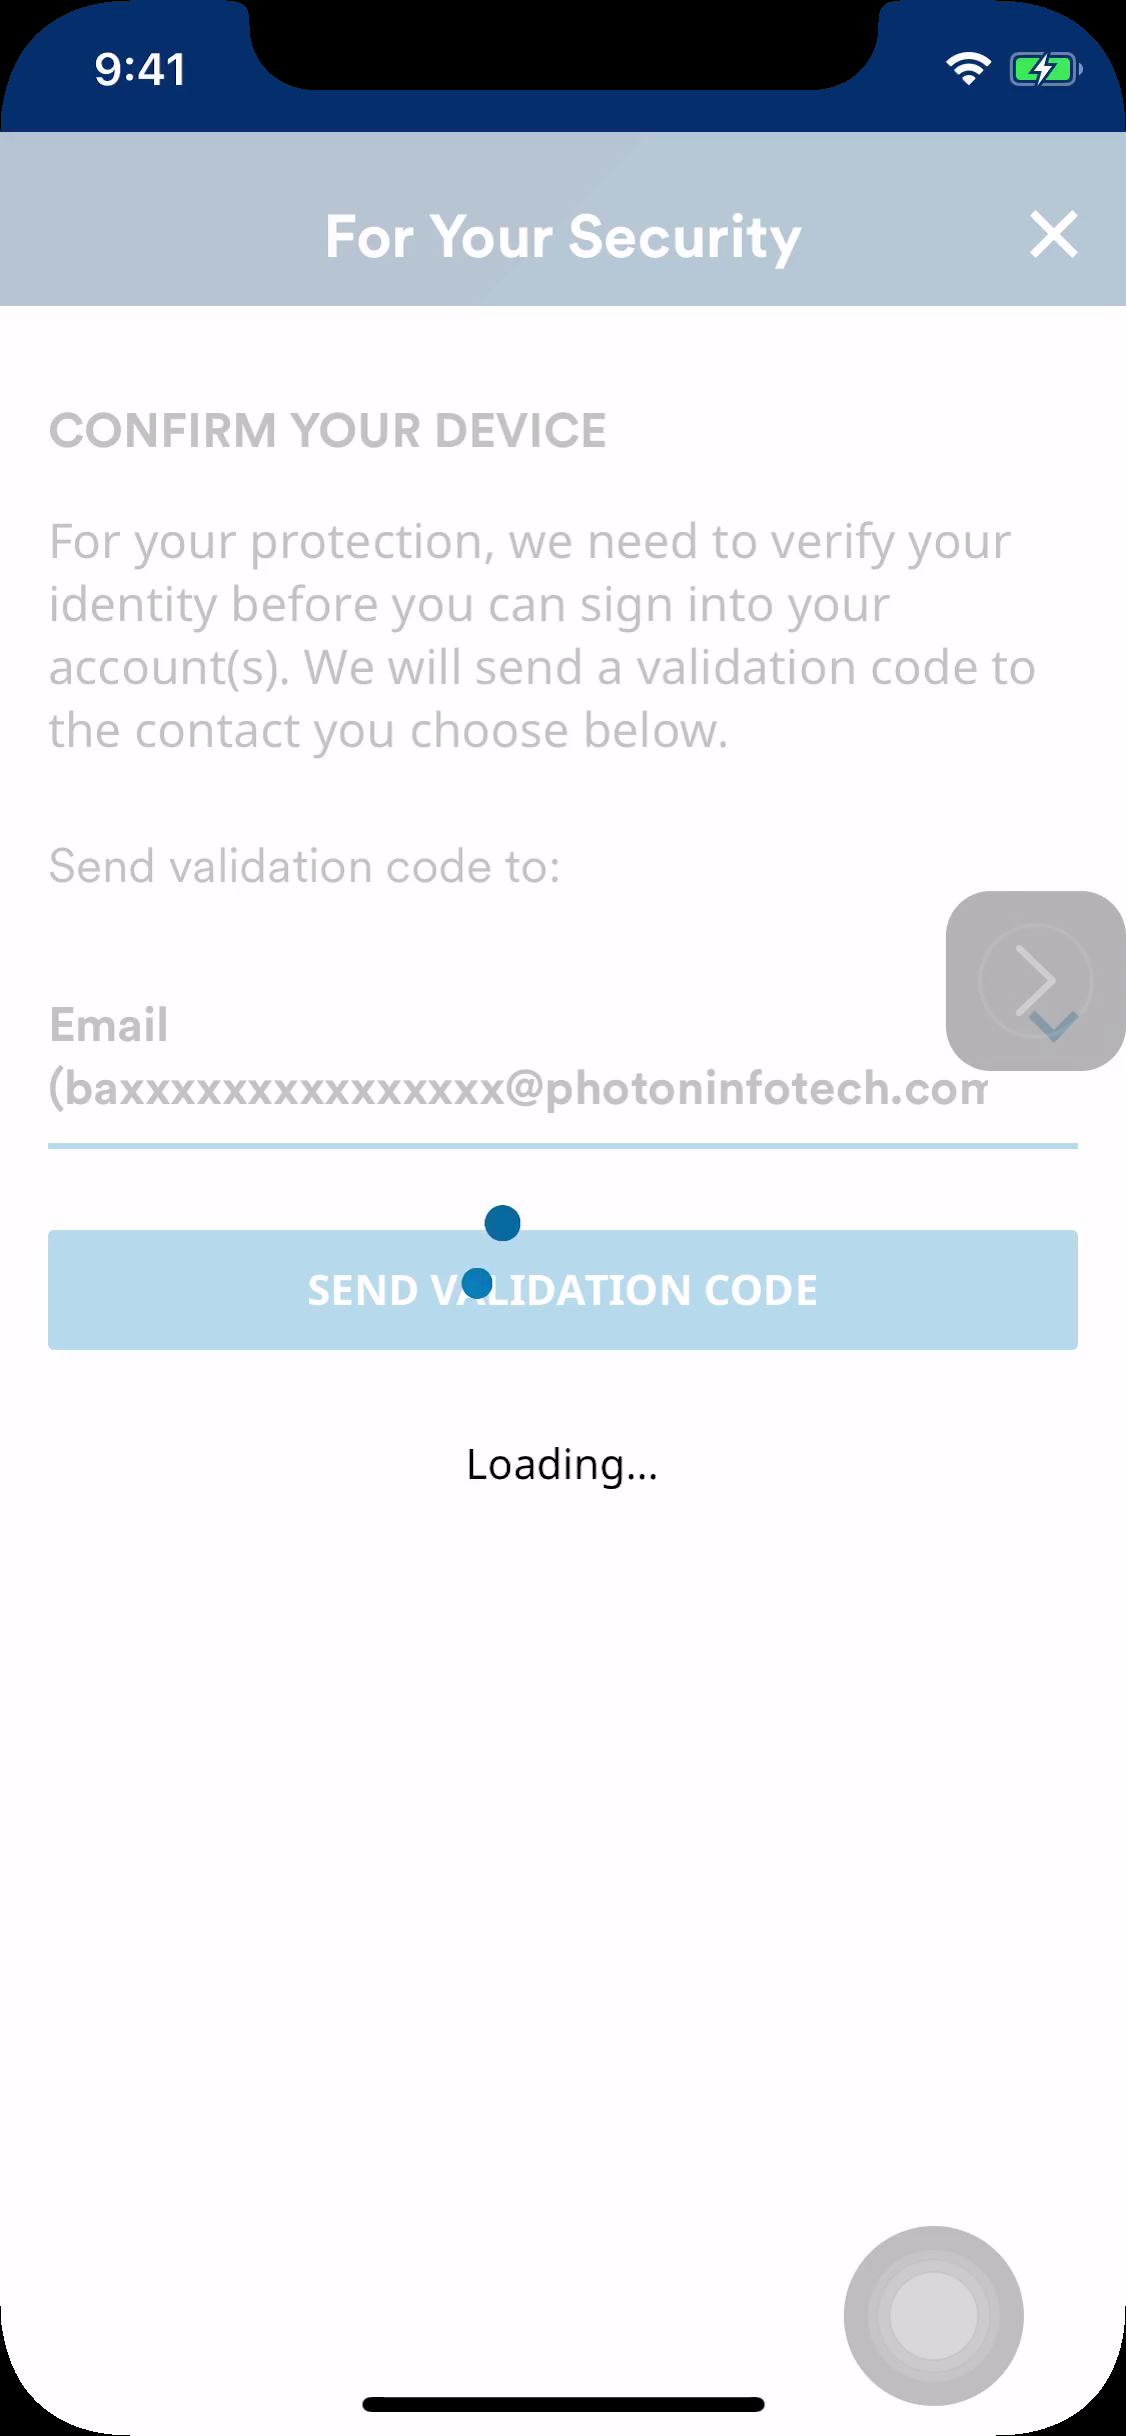 9:41
For Your Security
CONFIRM YOUR DEVICE
For your protection, we need to verify your
identity before you can sign into your
account(s). We will send a validation code to
the contact you choose below.
Send validation code to:
Email
(baxxxxxxxxxxxxxxx@photoninfotech.com
SEND VALIDATION CODE
Loading...